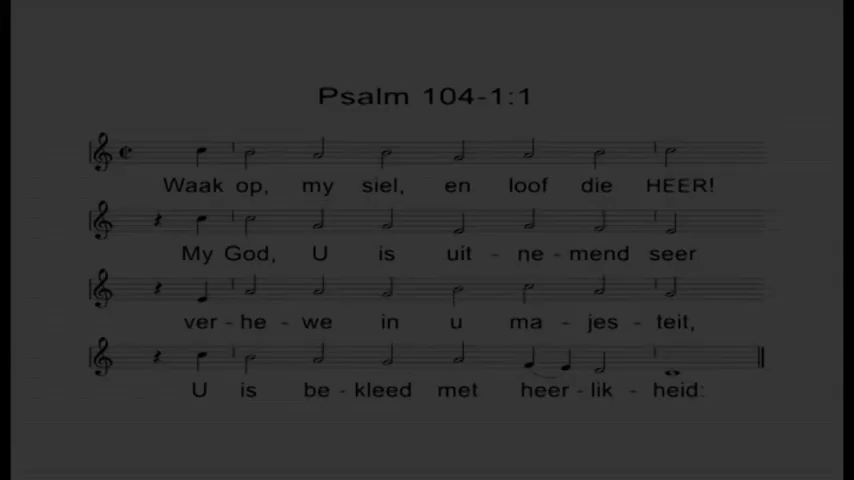 Psalm 104-1:1
Waak op, my siel, en loof die HEER!
My God, U is uit - ne - mend seer
ver - he - we in u ma - jes - teit,
U is be - kleed met heer - lik - heid: